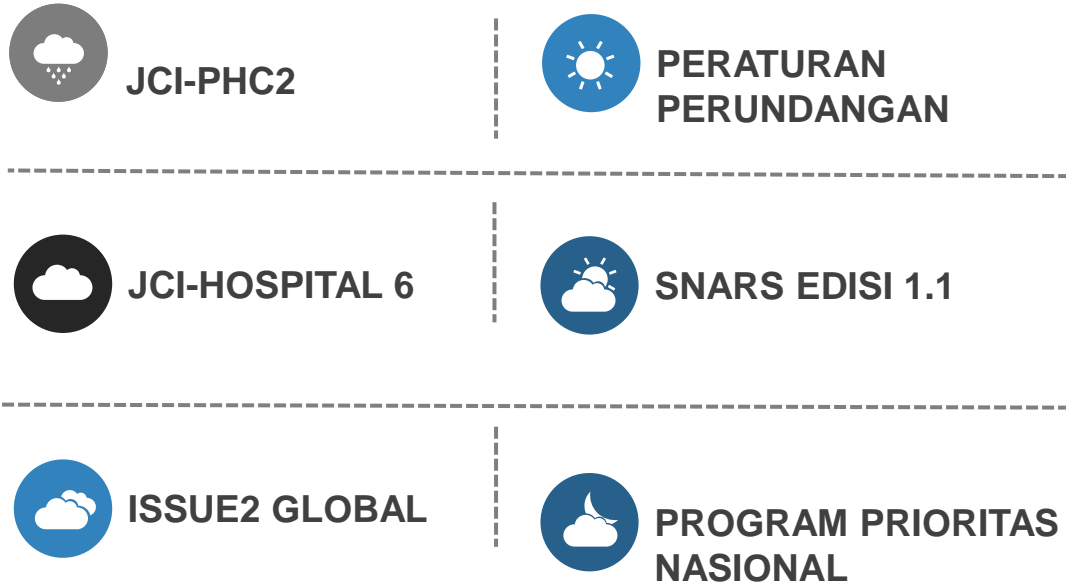 JCI-PHC2
PERATURAN
PERUNDANGAN
JCI-HOSPITAL 6
SNARS EDISI 1.1
ISSUE2 GLOBAL
PROGRAM PRIORITAS
NASIONAL